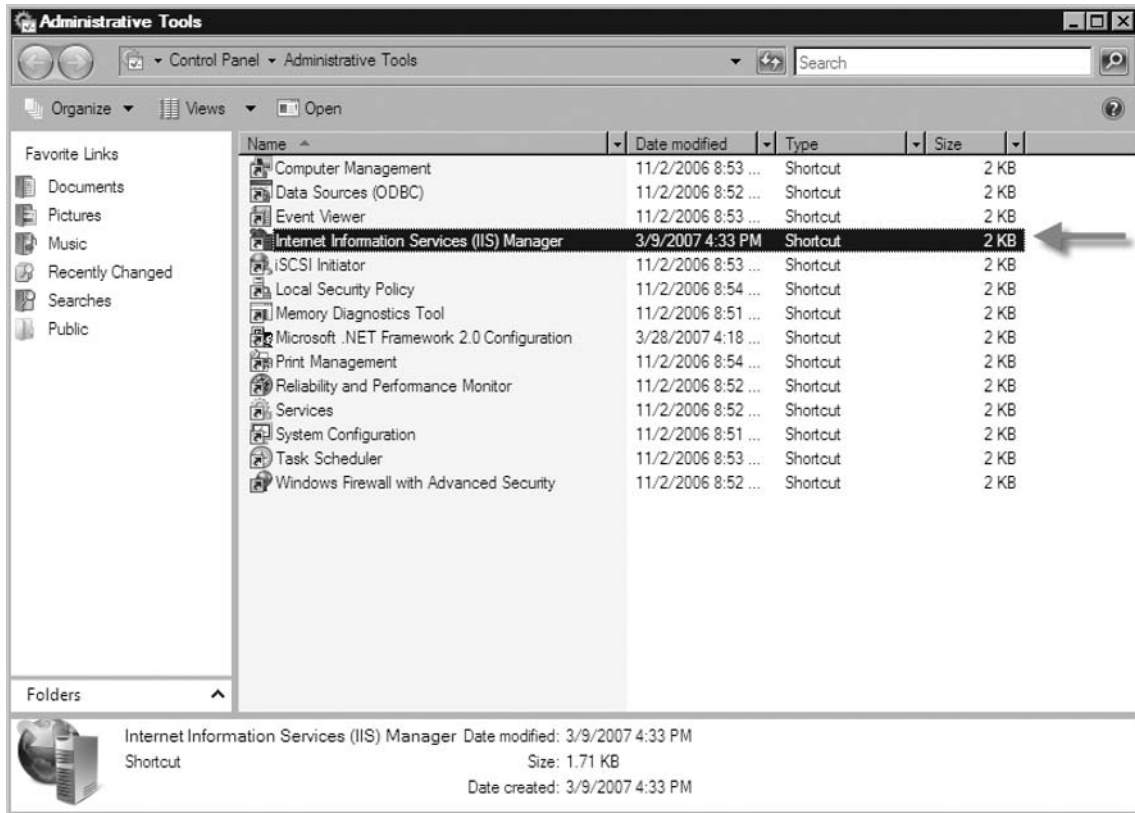 Administrative Tools
Control Panel Administrative Tools Search
Organize Views Open
Favorite Links
Documents
Pictures
Music
Recently Changed
Searches
Public
Folders
Name Date modified Type Size
Computer Management 11/2/2006 8:53 ... Shortcut 2 KB
Data Sources (ODBC) 11/2/2006 8:52 ... Shortcut 2 KB
Event Viewer 11/2/2006 8:53 ... Shortcut 2 KB
Internet Information Services (IIS) Manager 3/9/2007 4:33 PM Shortcut 2 KB
iSCSI Initiator 11/2/2006 8:53 ... Shortcut 2 KB
Local Security Policy 11/2/2006 8:54 ... Shortcut 2 KB
Memory Diagnostics Tool 11/2/2006 8:51 ... Shortcut 2 KB
Microsoft .NET Framework 2.0 Configuration 3/28/2007 4:18 ... Shortcut 2 KB
Print Management 11/2/2006 8:54 ... Shortcut 2 KB
Reliability and Performance Monitor 11/2/2006 8:52 ... Shortcut 2 KB
Services 11/2/2006 8:52 ... Shortcut 2 KB
System Configuration 11/2/2006 8:51 ... Shortcut 2 KB
Task Scheduler 11/2/2006 8:53 ... Shortcut 2 KB
Windows Firewall with Advanced Security 11/2/2006 8:52 ... Shortcut 2 KB
Internet Information Services (IIS) Manager Date modified: 3/9/2007 4:33 PM
Shortcut Size: 1.71 KB
Date created: 3/9/2007 4:33 PM